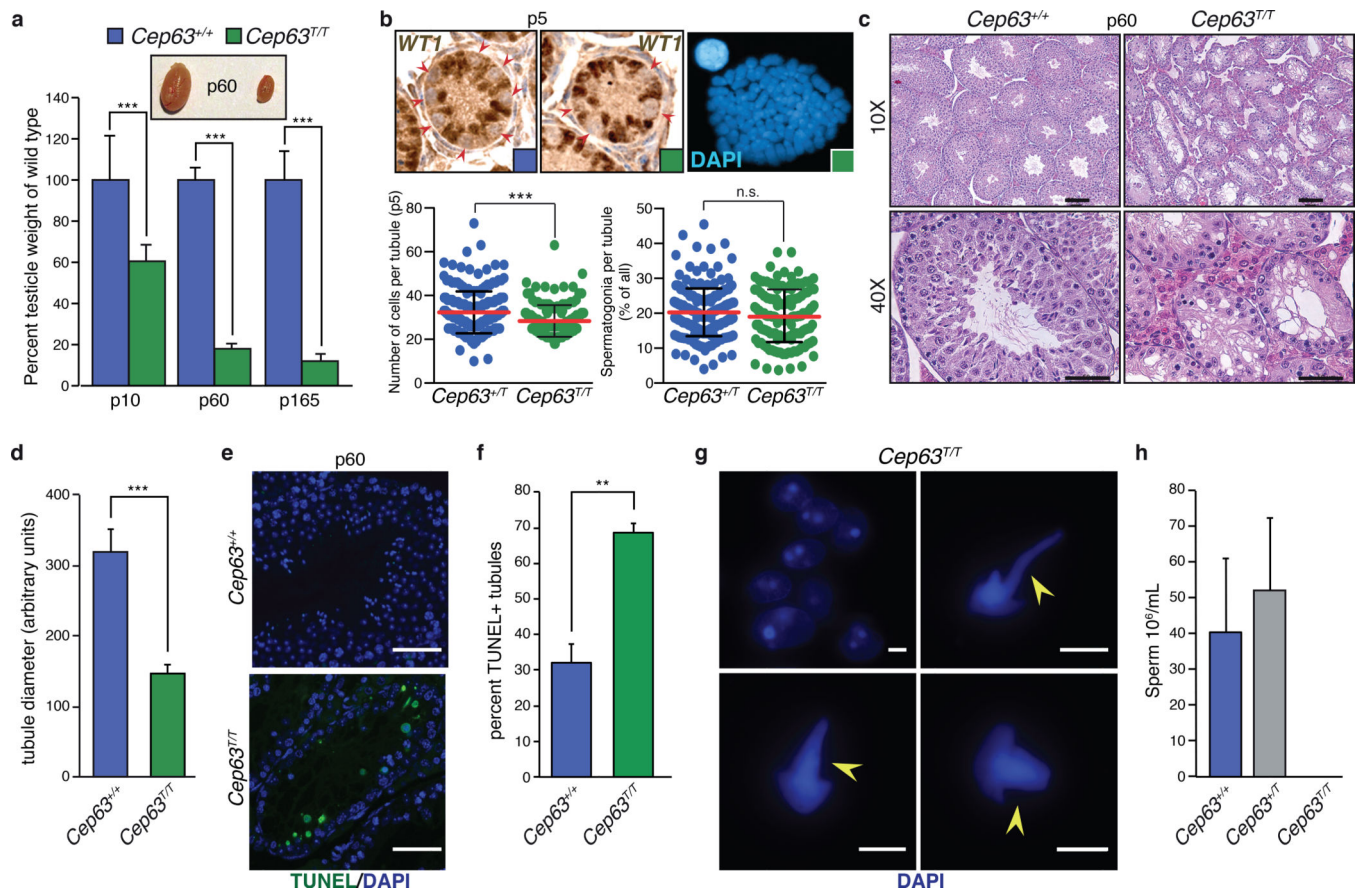 a
Cep63+/+ Cep63T/T
p60
*** *** ***
Percent testicle weight of wild type
140
120
100
80
60
40
20
0
p10 p60 p165
b
p5
WT1 WT1
DAPI
Number of cells per tubule (p5)
***
80
60
40
20
0
Cep63+/T Cep63T/T
Spermatogonia per tubule
(% of all)
n.s.
50
40
30
20
10
0
Cep63+/T Cep63T/T
c
Cep63+/+ p60 Cep63T/T
10X
40X
d
tubule diameter (arbitrary units)
***
400
300
350
100
00
Cep63+/+ Cep63T/T
e
p60
Cep63+/+
Cep63T/T
TUNEL/DAPI
f
percent TUNEL+ tubules
**
80
70
60
50
40
30
20
10
0
Cep63+/+ Cep63T/T
g
Cep63T/T
DAPI
h
Sperm 10⁶/mL
80
70
60
50
40
30
20
10
0
Cep63+/+ Cep63+/T Cep63T/T